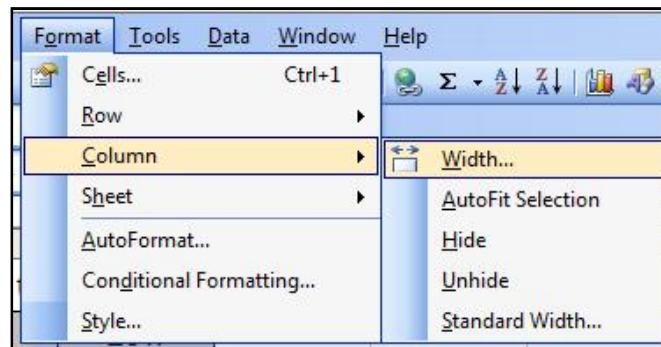 Format Tools Data Window Help
Cells... Ctrl+1
Row
Column
Sheet
AutoFormat...
Conditional Formatting...
Style...
Width...
AutoFit Selection
Hide
Unhide
Standard Width...